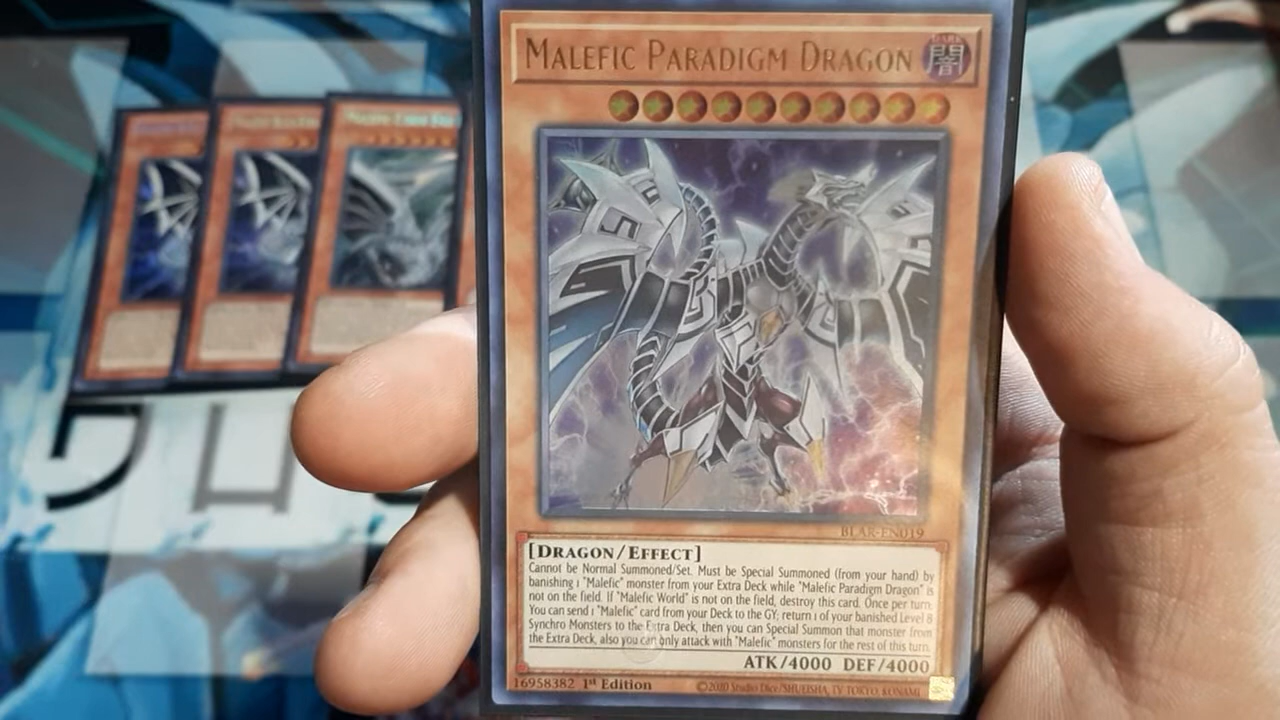 MALEFIC PARADIGM DRAGON
DARK
闇
BLAR-EN019
[DRAGON/EFFECT]
Cannot be Normal Summoned/Set. Must be Special Summoned (from your hand) by
banishing 1 "Malefic" monster from your Extra Deck while "Malefic Paradigm Dragon" is
not on the field. If "Malefic World" is not on the field, destroy this card. Once per turn:
You can send 1 "Malefic" card from your Deck to the GY; return 1 of your banished Level 8
Synchro Monsters to the Extra Deck, then you can Special Summon that monster from
the Extra Deck, also you can only attack with "Malefic" monsters for the rest of this turn.
ATK/4000 DEF/4000
16958382 1st Edition
©2020 Studio Dice/SHUEISHA, TV TOKYO, KONAMI